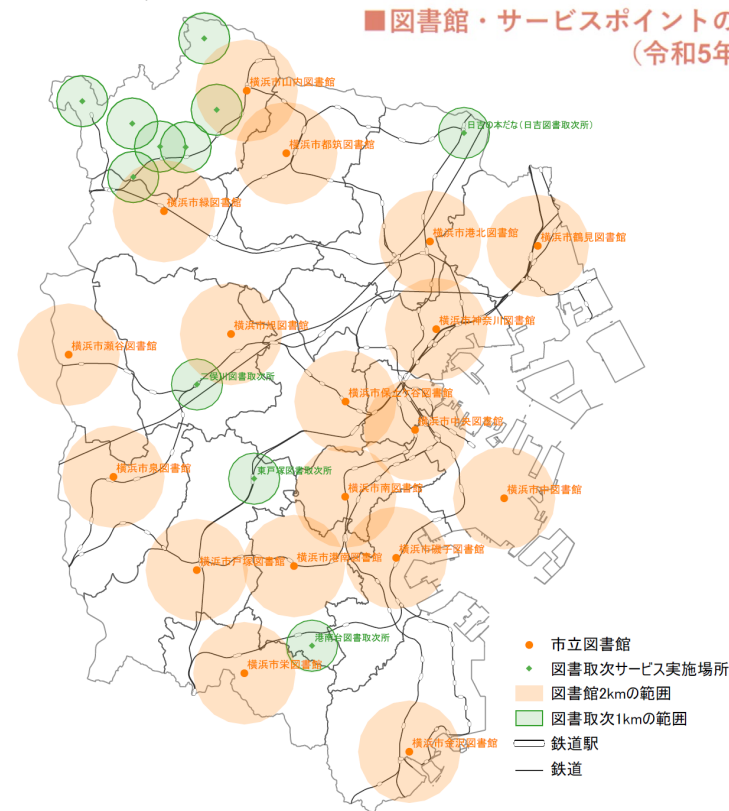 ■図書館・サービスポイントの
（令和5年
横浜市山内図書館
日吉の本だな（日吉図書取次所）
横浜市都筑図書館
横浜市緑図書館
横浜市港北図書館
横浜市鶴見図書館
横浜市神奈川図書館
横浜市旭図書館
横浜市瀬谷図書館
二俣川図書取次所
横浜市保土ケ谷図書館
横浜市中央図書館
横浜市泉図書館
東戸塚図書取次所
横浜市南図書館
横浜市中図書館
横浜市戸塚図書館
横浜市港南図書館
横浜市磯子図書館
港南台図書取次所
横浜市栄図書館
横浜市金沢図書館
市立図書館
図書取次サービス実施場所
図書館2kmの範囲
図書取次1kmの範囲
鉄道駅
鉄道